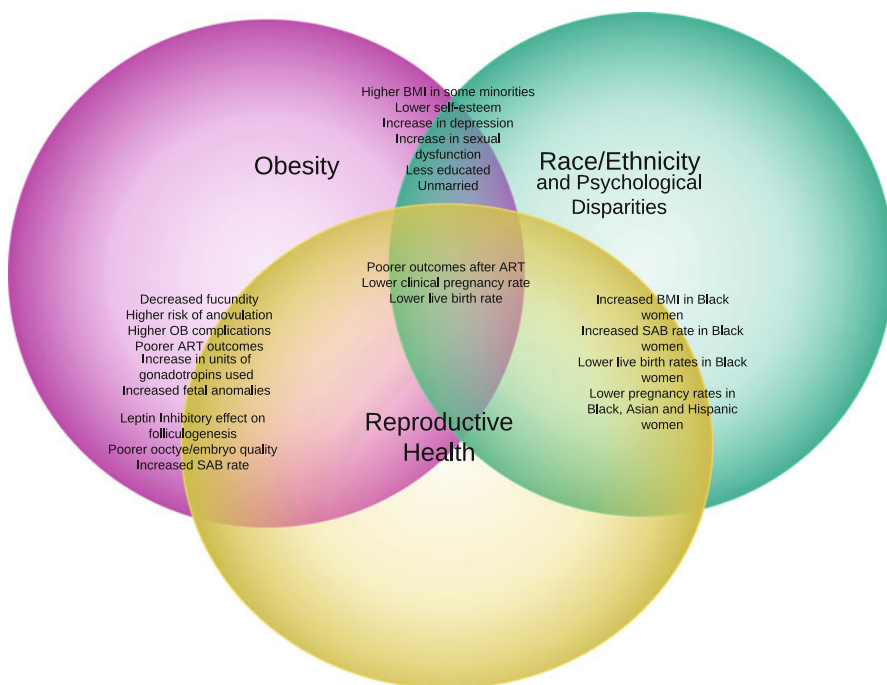 Higher BMI in some minorities
Lower self-esteem
Increase in depression
Increase in sexual
dysfunction
Less educated
Unmarried
Obesity
Race/Ethnicity
and Psychological
Disparities
Poorer outcomes after ART
Lower clinical pregnancy rate
Lower live birth rate
Decreased fucundity
Higher risk of anovulation
Higher OB complications
Poorer ART outcomes
Increase in units of
gonadotropins used
Increased fetal anomalies
Leptin Inhibitory effect on
folliculogenesis
Poorer ooctye/embryo quality
Increased SAB rate
Increased BMI in Black
women
Increased SAB rate in Black
women
Lower live birth rates in Black
women
Lower pregnancy rates in
Black, Asian and Hispanic
women
Reproductive
Health